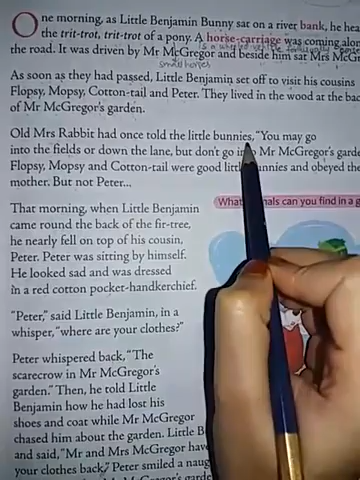 One morning, as Little Benjamin Bunny sat on a river bank, he hea
the trit-trot, trit-trot of a pony. A horse-carriage was coming alon
the road. It was driven by Mr McGregor and beside him sat Mrs McGr
small horses
As soon as they had passed, Little Benjamin set off to visit his cousins
Flopsy, Mopsy, Cotton-tail and Peter. They lived in the wood at the bac
of Mr McGregor's garden.
Old Mrs Rabbit had once told the little bunnies, "You may go
into the fields or down the lane, but don't go in Mr McGregor's garde
Flopsy, Mopsy and Cotton-tail were good little nnies and obeyed the
mother. But not Peter...
What als can you find in a g
That morning, when Little Benjamin
came round the back of the fir-tree,
he nearly fell on top of his cousin,
Peter. Peter was sitting by himself.
He looked sad and was dressed
in a red cotton pocket-handkerchief.
"Peter," said Little Benjamin, in a
whisper, "where are your clothes?"
Peter whispered back, "The
scarecrow in Mr McGregor's
garden." Then, he told Little
Benjamin how he had lost his
shoes and coat while Mr McGregor
chased him about the garden. Little B
and said, "Mr and Mrs McGregor have
your clothes back." Peter smiled a naug
Mr McGregor's garde